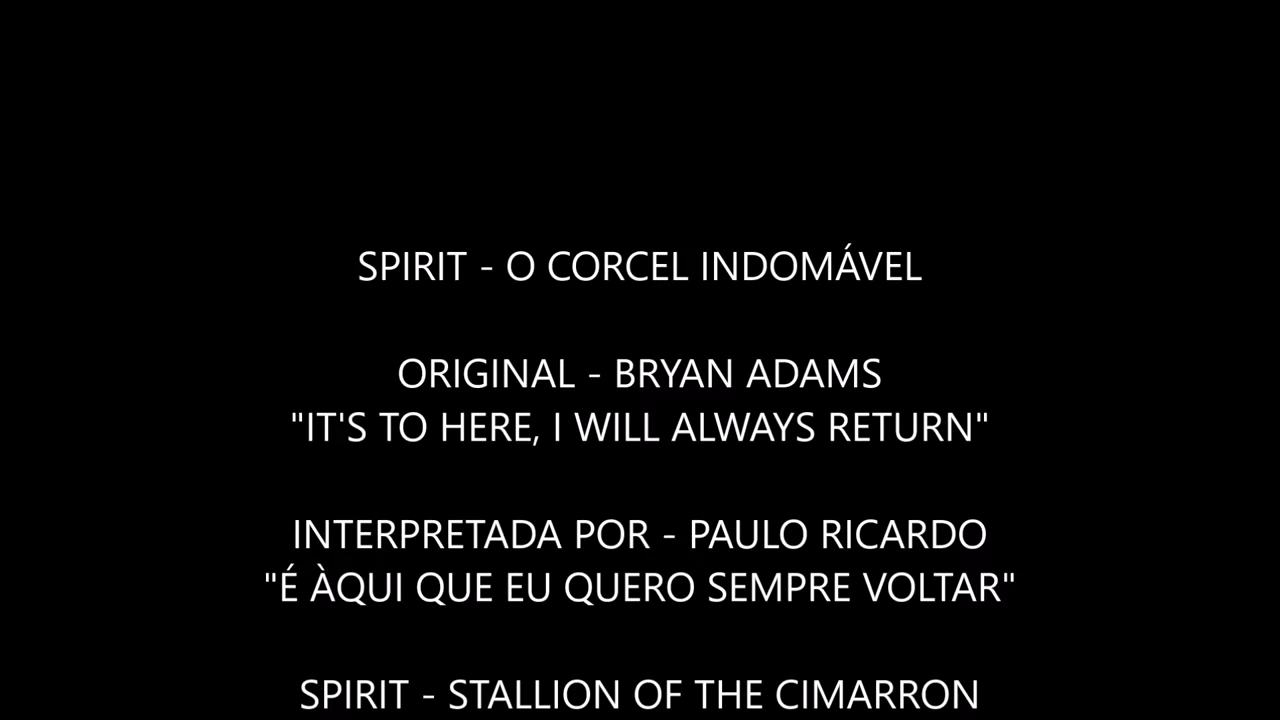 SPIRIT - O CORCEL INDOMÁVEL
ORIGINAL - BRYAN ADAMS
"IT'S TO HERE, I WILL ALWAYS RETURN"
INTERPRETADA POR - PAULO RICARDO
"É ÀQUI QUE EU QUERO SEMPRE VOLTAR"
SPIRIT - STALLION OF THE CIMARRON